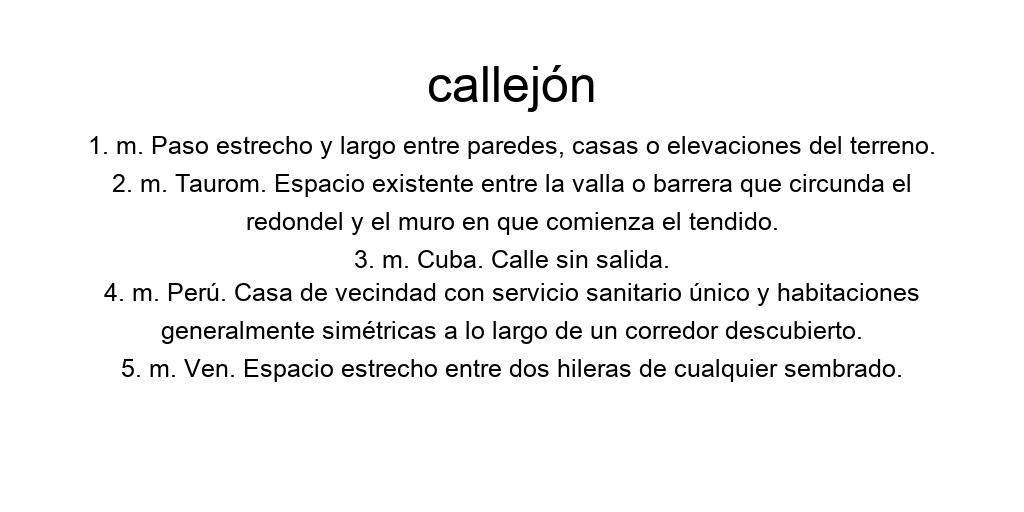 callejón
1. m. Paso estrecho y largo entre paredes, casas o elevaciones del terreno.
2. m. Taurom. Espacio existente entre la valla o barrera que circunda el
redondel y el muro en que comienza el tendido.
3. m. Cuba. Calle sin salida.
4. m. Perú. Casa de vecindad con servicio sanitario único y habitaciones
generalmente simétricas a lo largo de un corredor descubierto.
5. m. Ven. Espacio estrecho entre dos hileras de cualquier sembrado.